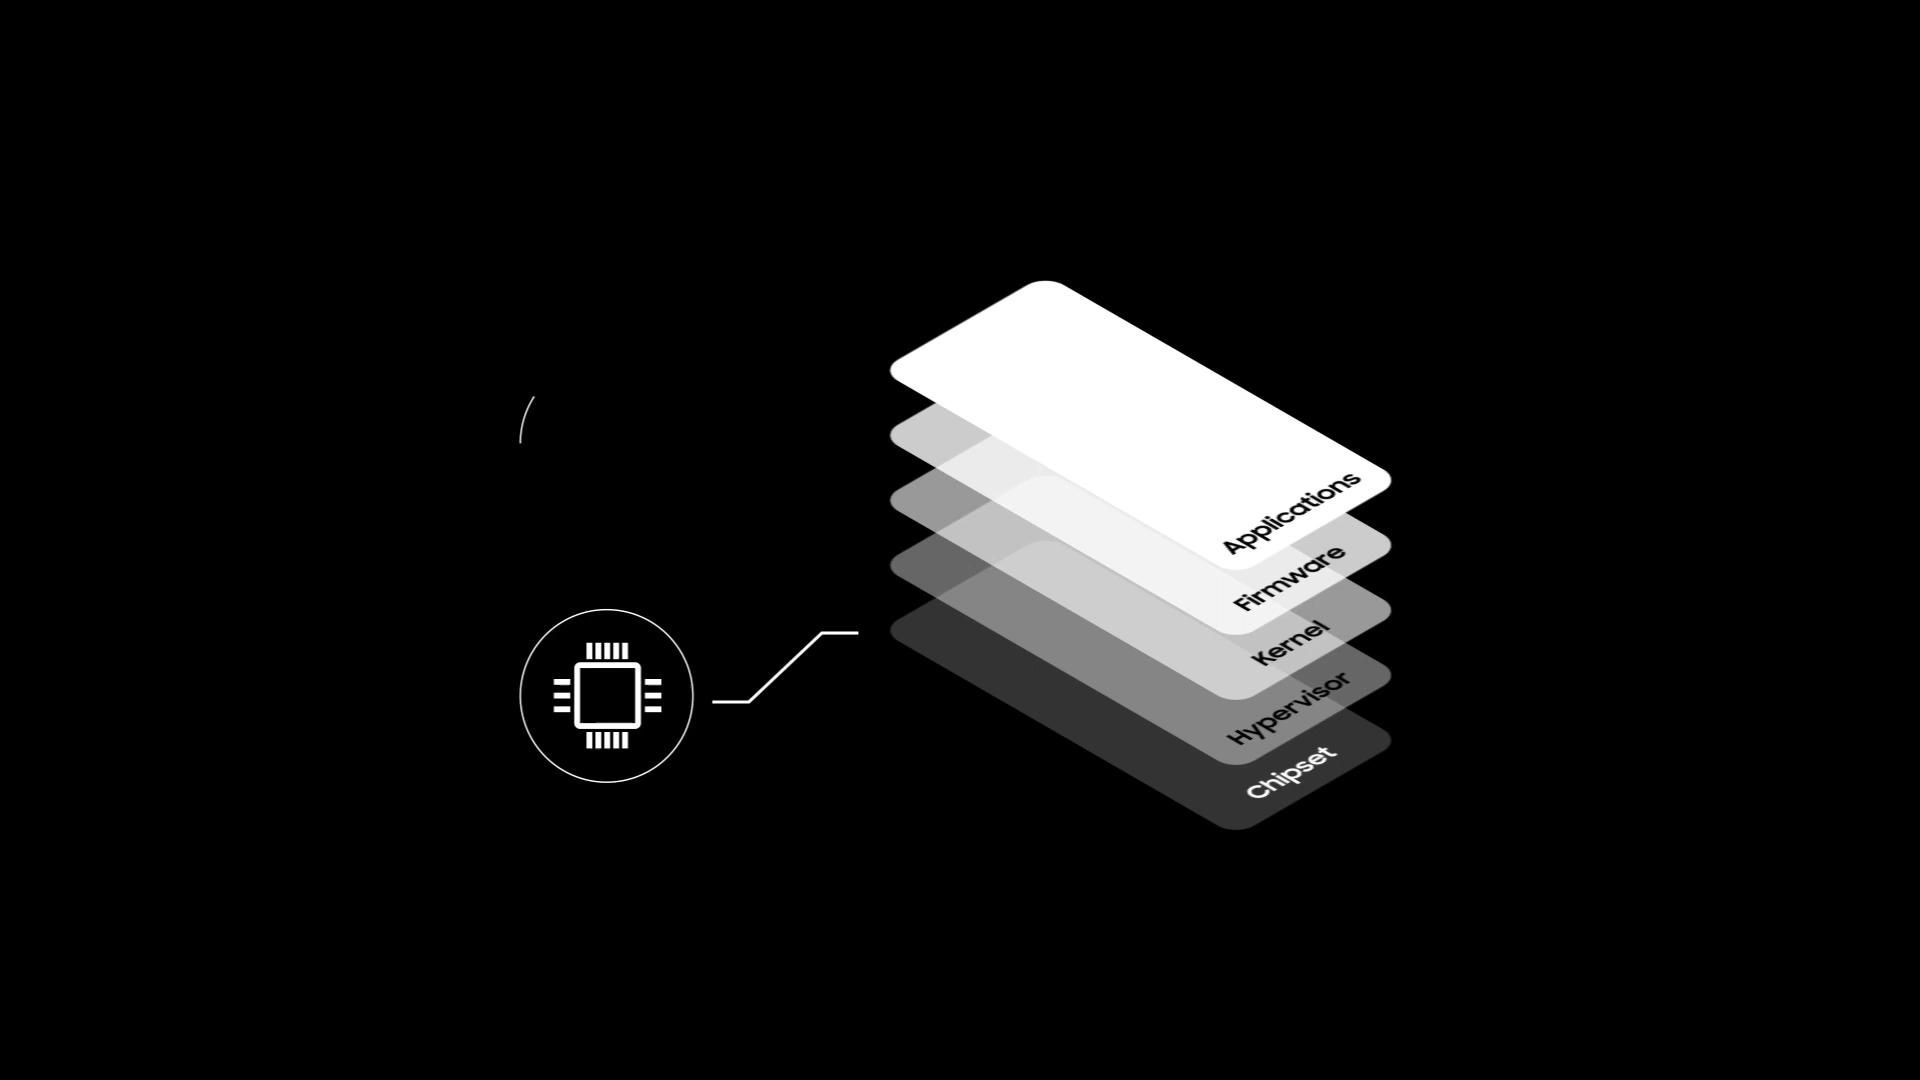 Applications
Firmware
Kernel
Hypervisor
Chipset